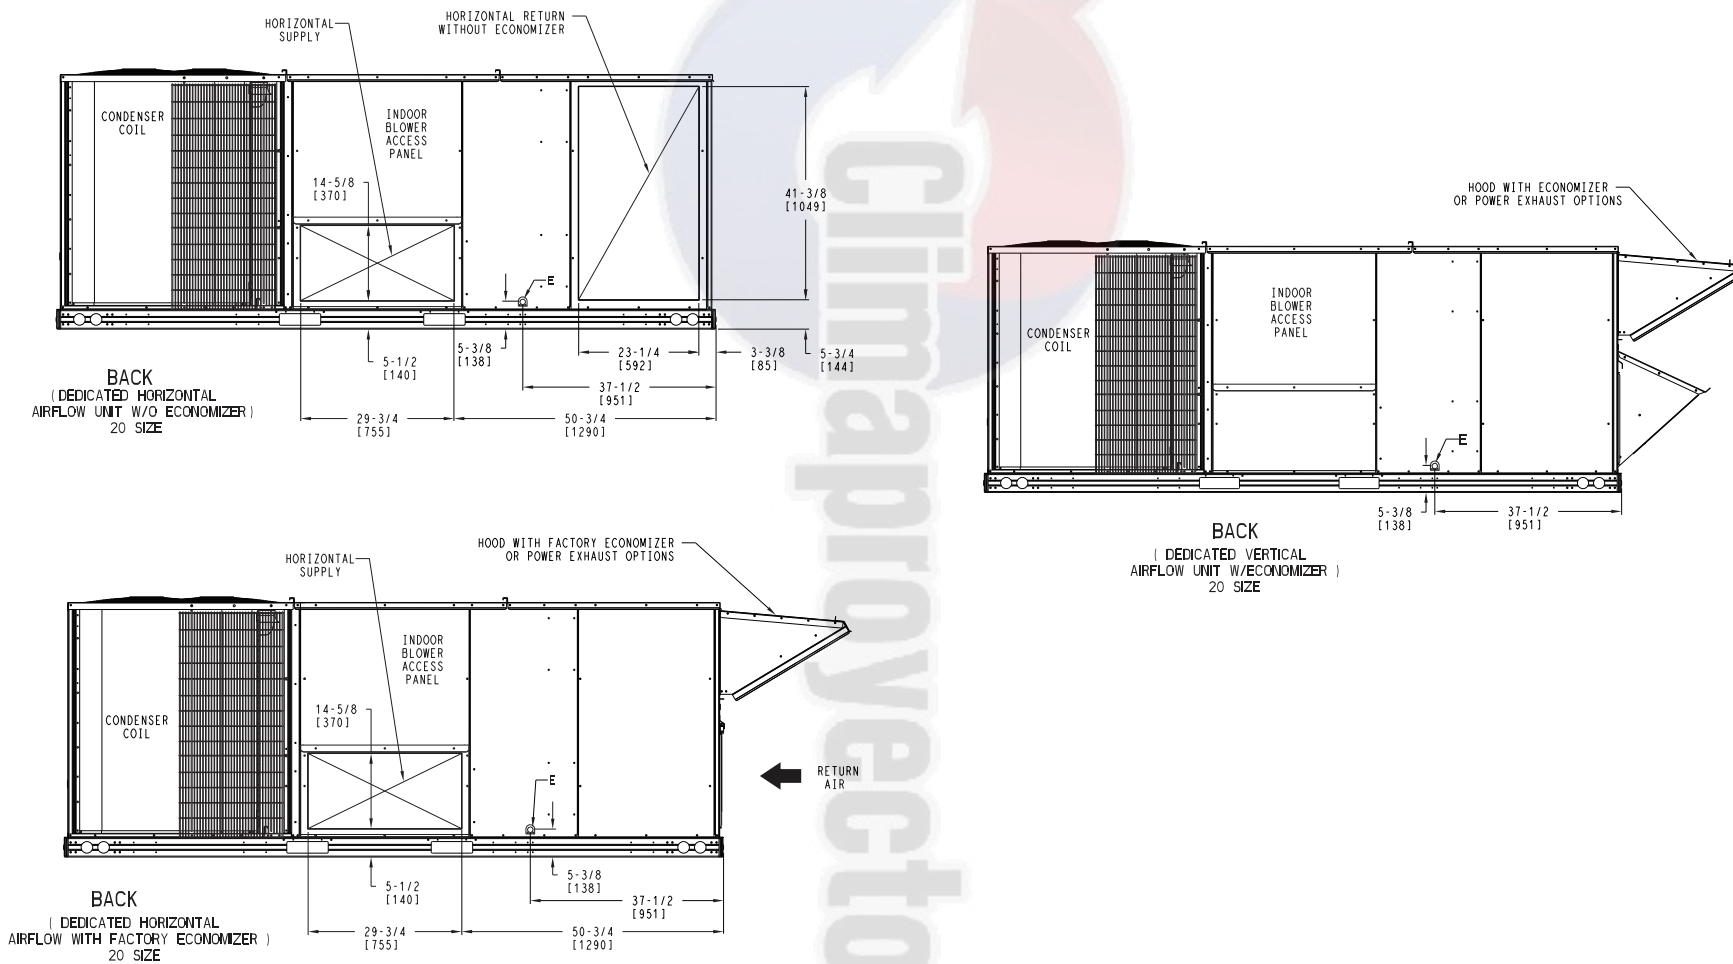 HORIZONTAL
SUPPLY
HORIZONTAL RETURN
WITHOUT ECONOMIZER
CONDENSER
COIL
INDOOR
BLOWER
ACCESS
PANEL
14-5/8
[370]
41-3/8
[1049]
E
5-1/2
[140]
5-3/8
[138]
23-1/4
[592]
3-3/8
[85]
5-3/4
[144]
37-1/2
[951]
29-3/4
[755]
50-3/4
[1290]
BACK
( DEDICATED HORIZONTAL
AIRFLOW UNIT W/O ECONOMIZER )
20 SIZE
HOOD WITH ECONOMIZER
OR POWER EXHAUST OPTIONS
INDOOR
BLOWER
ACCESS
PANEL
CONDENSER
COIL
E
5-3/8
[138]
37-1/2
[951]
BACK
( DEDICATED VERTICAL
AIRFLOW UNIT W/ECONOMIZER )
20 SIZE
HORIZONTAL
SUPPLY
HOOD WITH FACTORY ECONOMIZER
OR POWER EXHAUST OPTIONS
INDOOR
BLOWER
ACCESS
PANEL
CONDENSER
COIL
14-5/8
[370]
E
RETURN
AIR
5-1/2
[140]
5-3/8
[138]
37-1/2
[951]
29-3/4
[755]
50-3/4
[1290]
BACK
( DEDICATED HORIZONTAL
AIRFLOW WITH FACTORY ECONOMIZER )
20 SIZE
Climaproyecto